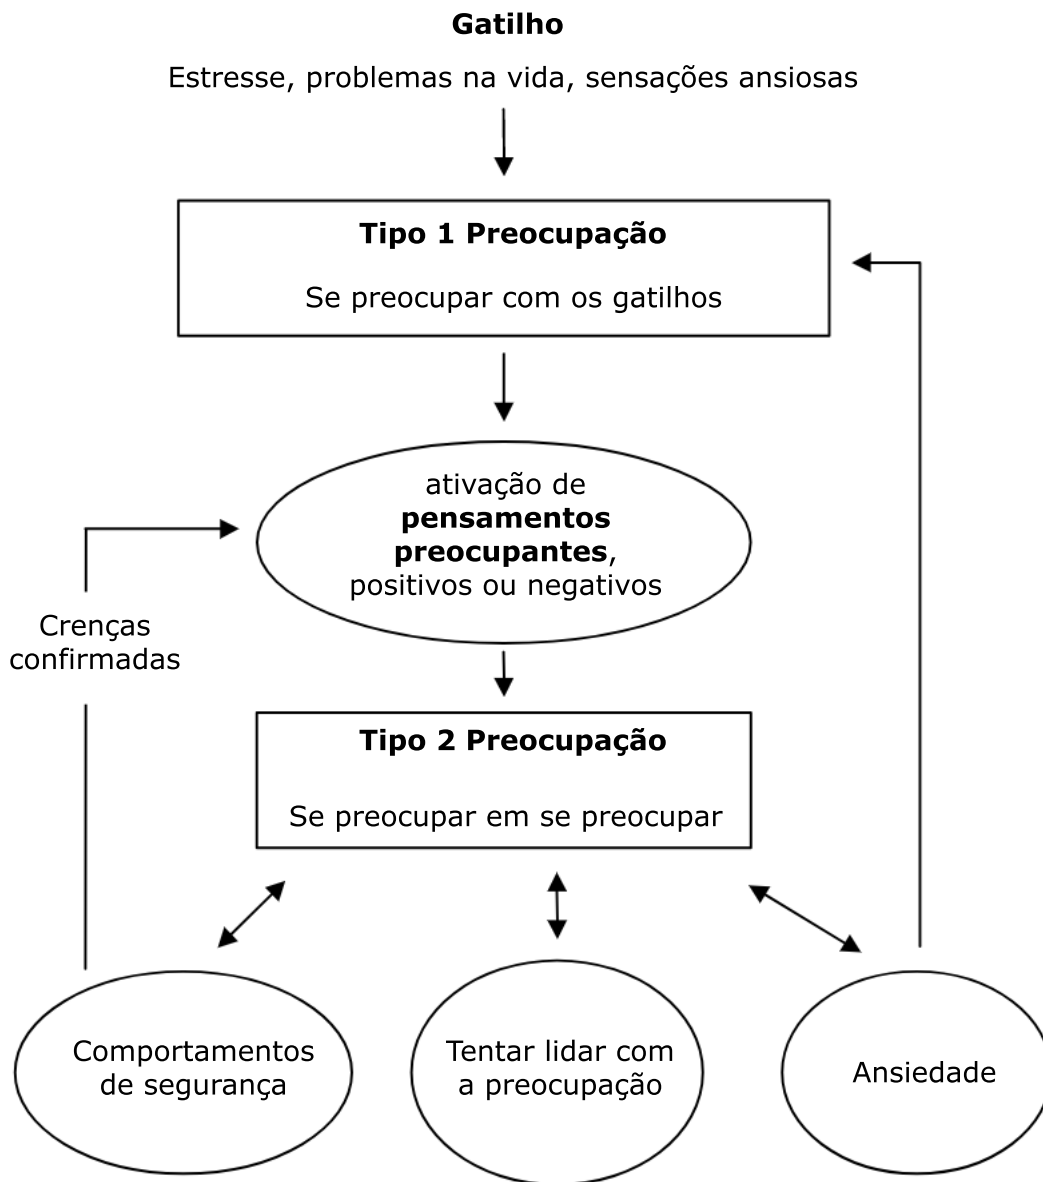 Gatilho
Estresse, problemas na vida, sensações ansiosas
Tipo 1 Preocupação
Se preocupar com os gatilhos
ativação de
pensamentos
preocupantes,
positivos ou negativos
Crenças
confirmadas
Tipo 2 Preocupação
Se preocupar em se preocupar
Comportamentos
de segurança
Tentar lidar com
a preocupação
Ansiedade